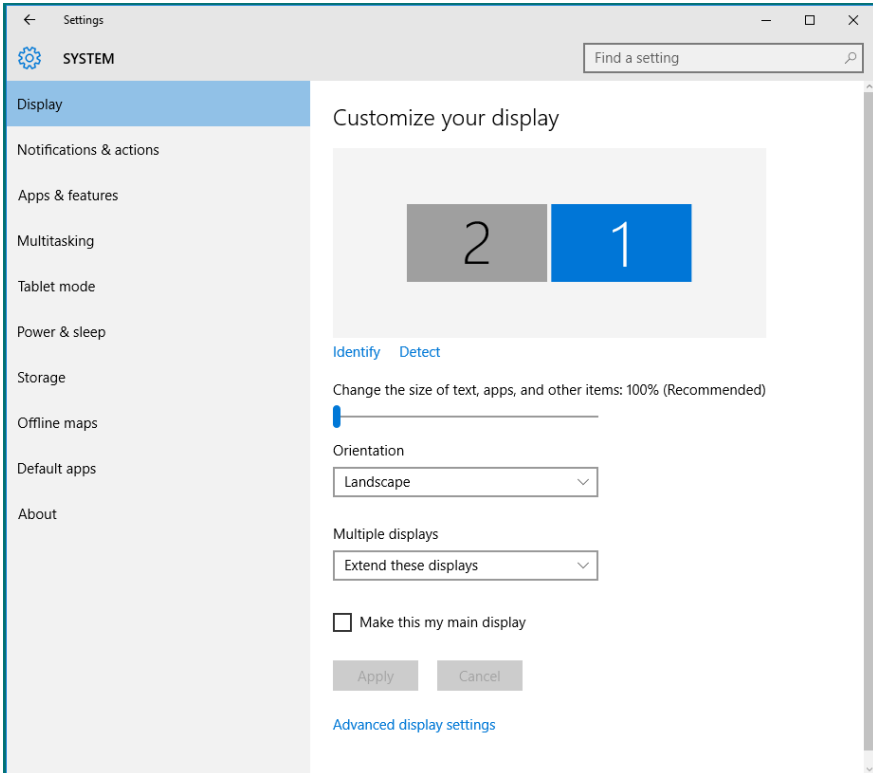 Settings
SYSTEM
Find a setting
Display
Notifications & actions
Apps & features
Multitasking
Tablet mode
Power & sleep
Storage
Offline maps
Default apps
About
Customize your display
2 1
Identify Detect
Change the size of text, apps, and other items: 100% (Recommended)
Orientation
Landscape
Multiple displays
Extend these displays
Make this my main display
Apply Cancel
Advanced display settings